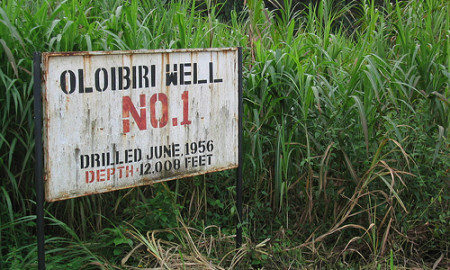 OLOIBIRI WELL
NO.1
DRILLED JUNE.1956
DEPTH·12.008 FEET